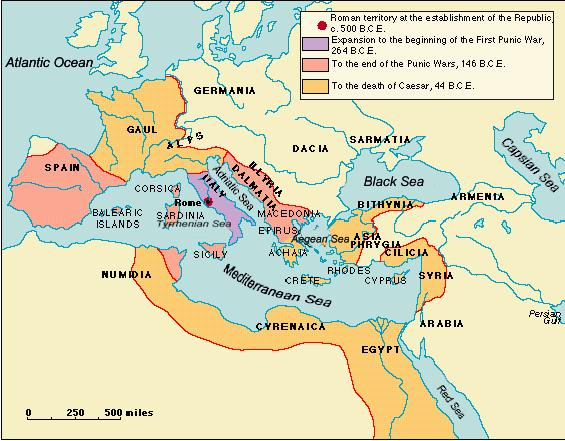 Roman territory at the establishment of the Republic,
c. 500 B.C.E.
Expansion to the beginning of the First Punic War,
264 B.C.E.
To the end of the Punic Wars, 146 B.C.E.
To the death of Caesar, 44 B.C.E.
Atlantic Ocean
GERMANIA
GAUL
ALPS
DACIA
SARMATIA
Capsian Sea
SPAIN
CORSICA
ITALY
Adriatic Sea
ILLYRIA
DALMATIA
Black Sea
ARMENIA
BITHYNIA
Rome
BALEARIC
ISLANDS
SARDINIA
Tyrrhenian Sea
MACEDONIA
EPIRUS
Aegean Sea
ASIA
PHRYGIA
CILICIA
ACHAIA
SICILY
NUMIDIA
Mediterranean Sea
RHODES
CRETE
CYPRUS
SYRIA
Persian
Gulf
CYRENAICA
ARABIA
EGYPT
Red Sea
0 250 500 miles